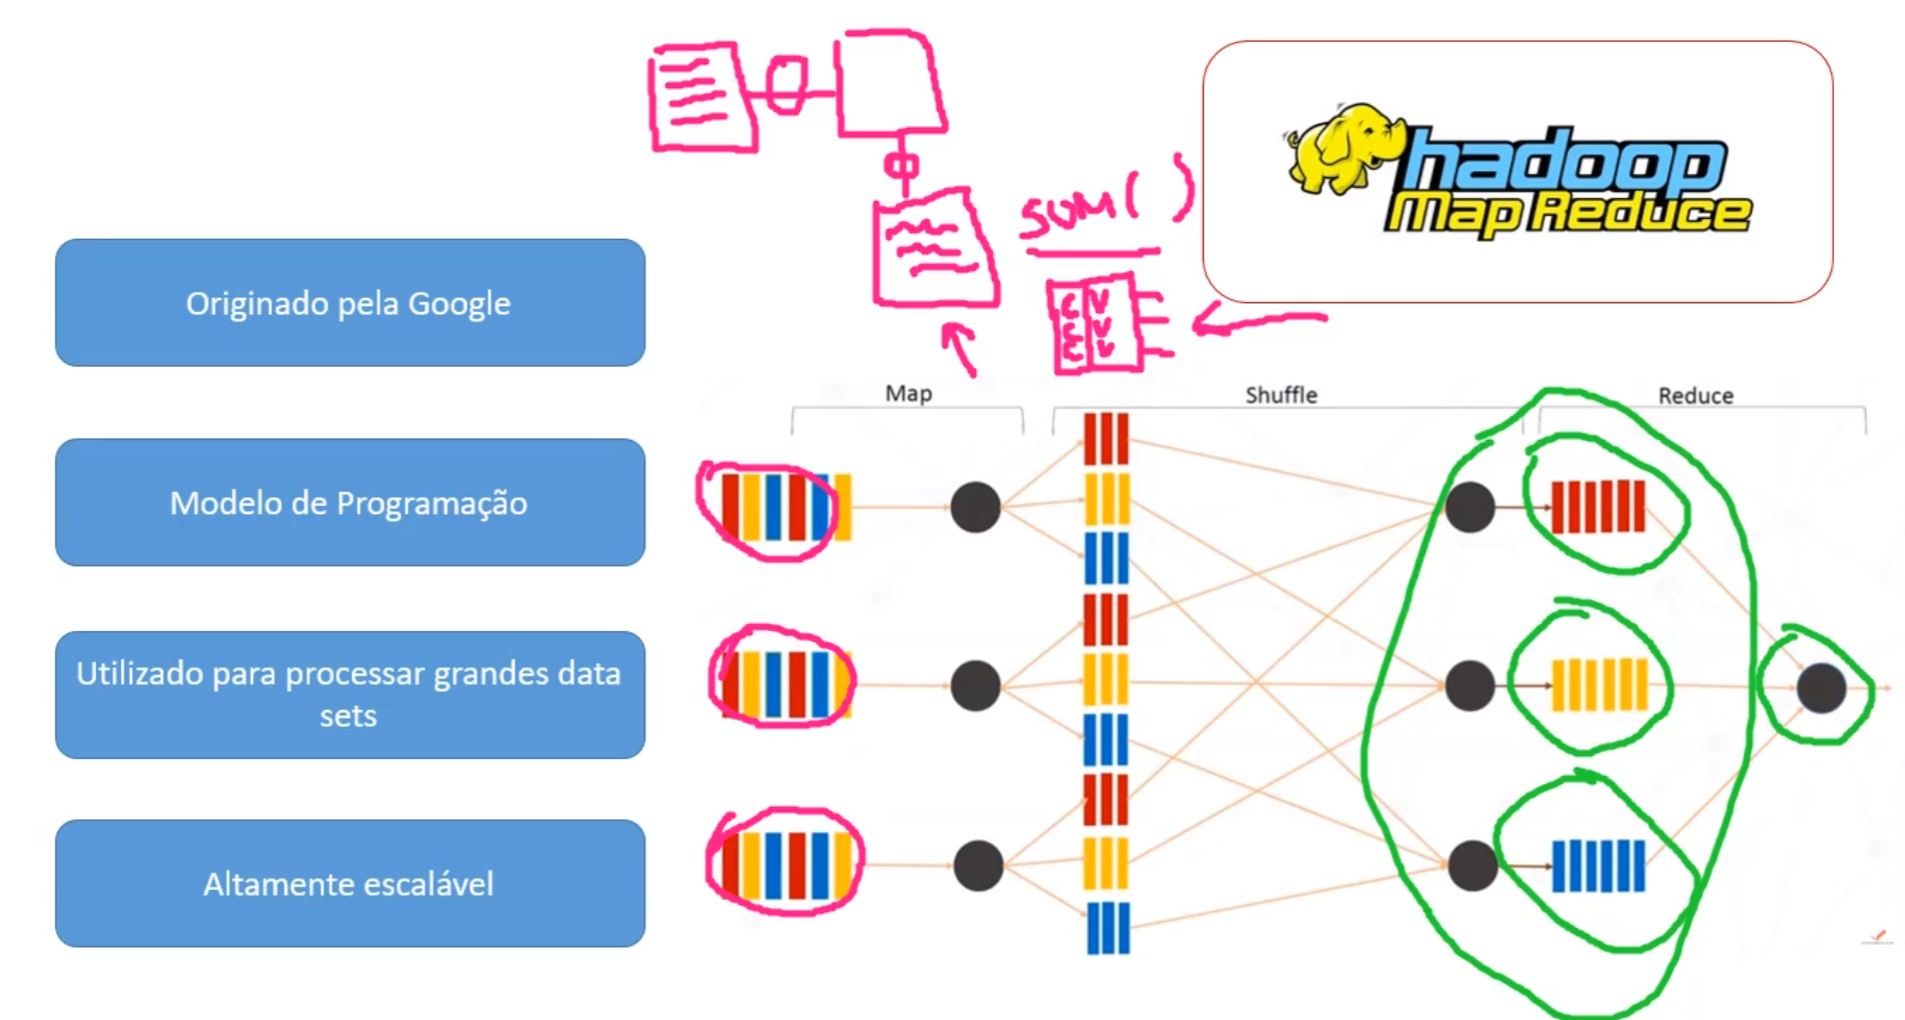 SUM( )
hadoop
Map Reduce
Originado pela Google
C V
C V
C V
Map
Shuffle
Reduce
Modelo de Programação
Utilizado para processar grandes data
sets
Altamente escalável